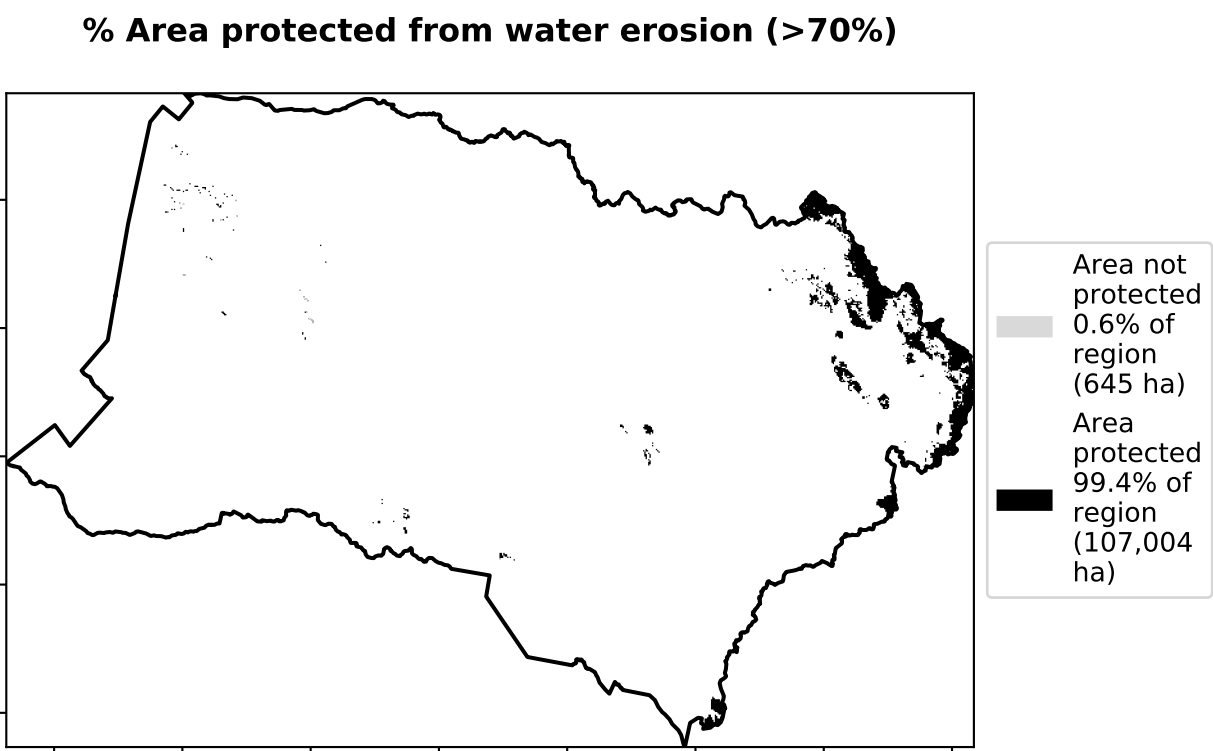 % Area protected from water erosion (>70%)
Area not
protected
0.6% of
region
(645 ha)
Area
protected
99.4% of
region
(107,004
ha)